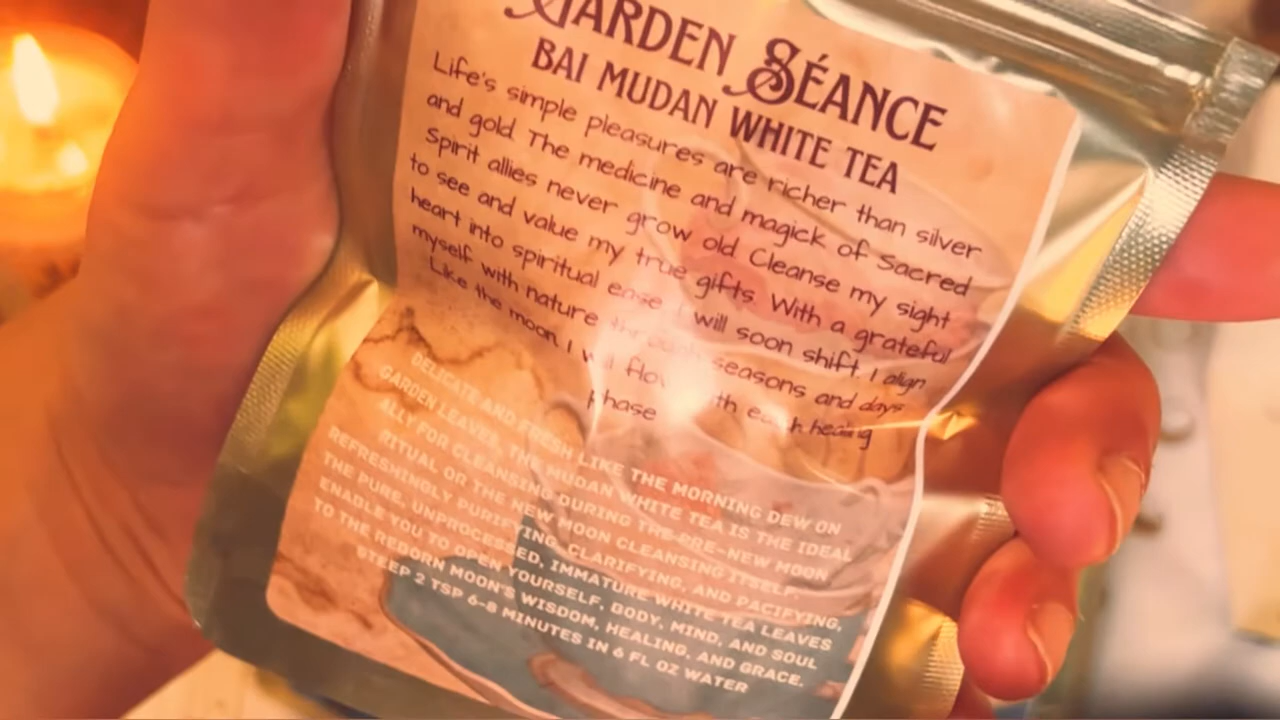 GARDEN SÉANCE
BAI MUDAN WHITE TEA
Life's simple pleasures are richer than silver
and gold. The medicine and magick of Sacred
Spirit allies never grow old. Cleanse my sight
to see and value my true gifts. With a grateful
heart into spiritual ease I will soon shift. I align
myself with nature through seasons and days
Like the moon, I will flow with each healing
phase
DELICATE AND FRESH LIKE THE MORNING DEW ON
GARDEN LEAVES, THE MUDAN WHITE TEA IS THE IDEAL
ALLY FOR CLEANSING DURING THE PRE-NEW MOON
RITUAL OR THE NEW MOON CLEANSING ITSELF.
REFRESHINGLY PURIFYING, CLARIFYING, AND PACIFYING,
THE PURE, UNPROCESSED, IMMATURE WHITE TEA LEAVES
ENABLE YOU TO OPEN YOURSELF, BODY, MIND, AND SOUL
TO THE REBORN MOON'S WISDOM, HEALING, AND GRACE.
STEEP 2 TSP 6-8 MINUTES IN 6 FL OZ WATER